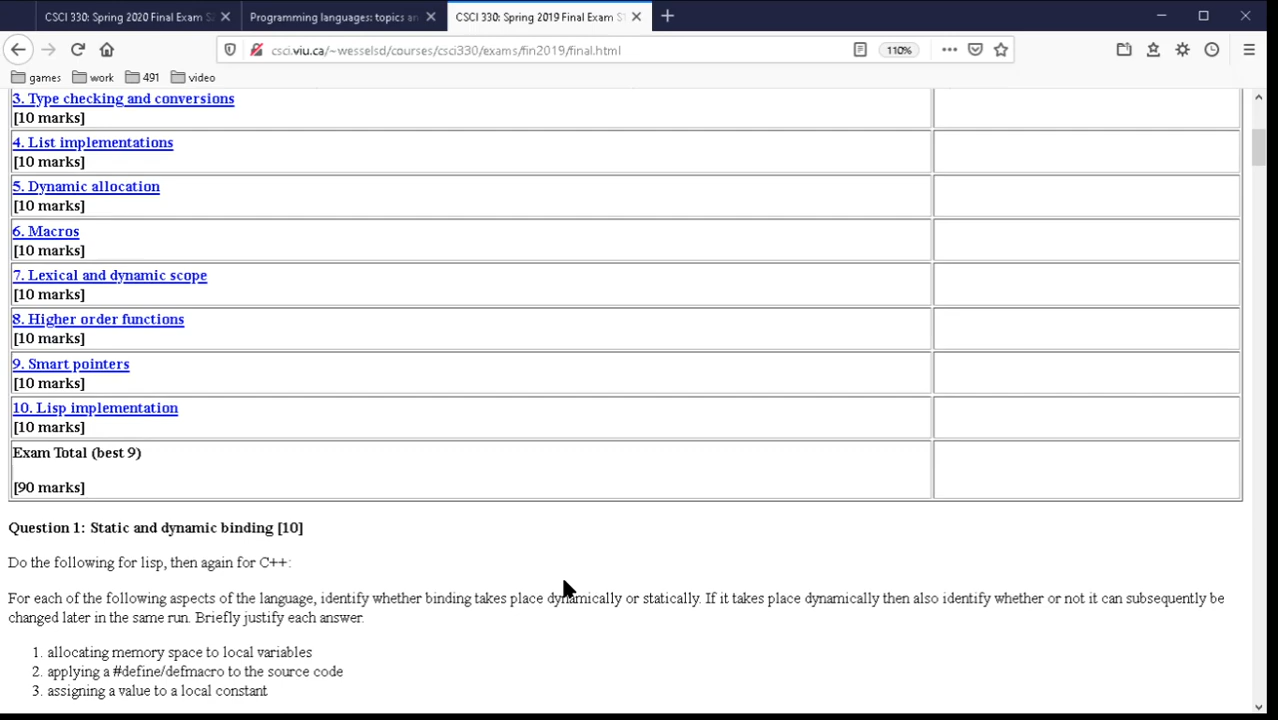 CSCI 330: Spring 2020 Final Exam S
Programming languages: topics an
CSCI 330: Spring 2019 Final Exam S
csci.viu.ca/~wesselsd/courses/csci330/exams/fin2019/final.html
110%
games work 491 video
3. Type checking and conversions
[10 marks]
4. List implementations
[10 marks]
5. Dynamic allocation
[10 marks]
6. Macros
[10 marks]
7. Lexical and dynamic scope
[10 marks]
8. Higher order functions
[10 marks]
9. Smart pointers
[10 marks]
10. Lisp implementation
[10 marks]
Exam Total (best 9)
[90 marks]
Question 1: Static and dynamic binding [10]
Do the following for lisp, then again for C++:
For each of the following aspects of the language, identify whether binding takes place dynamically or statically. If it takes place dynamically then also identify whether or not it can subsequently be
changed later in the same run. Briefly justify each answer.
1. allocating memory space to local variables
2. applying a #define/defmacro to the source code
3. assigning a value to a local constant